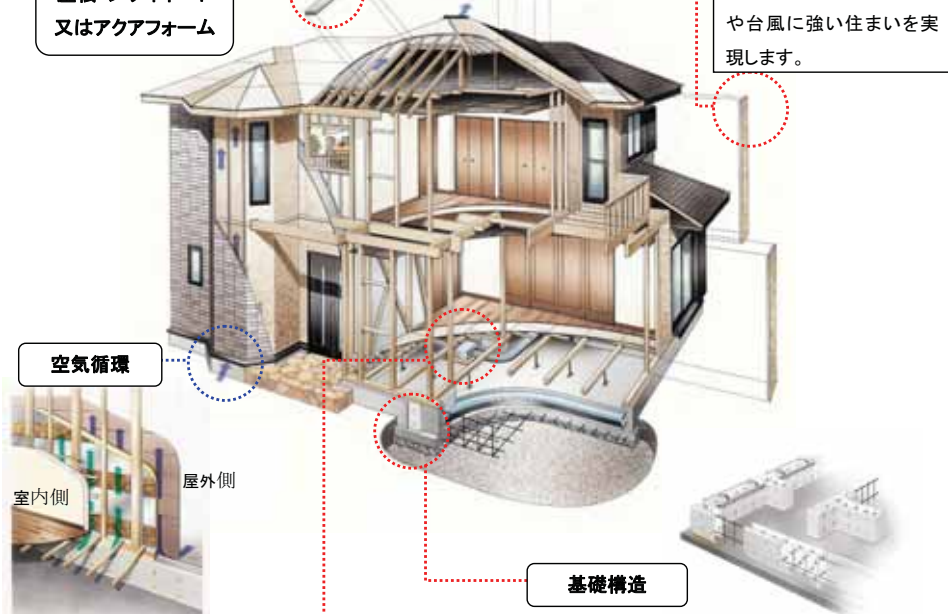 又はアクアフォーム
や台風に強い住まいを実
現します。
空気循環
室内側
屋外側
基礎構造